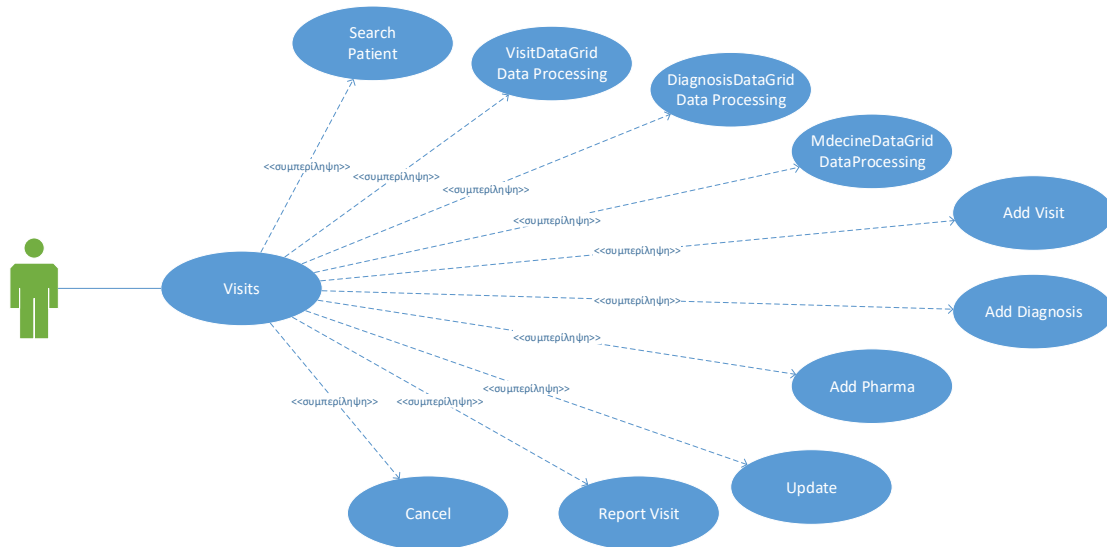 Search
Patient
VisitDataGrid
Data Processing
DiagnosisDataGrid
Data Processing
MdecineDataGrid
DataProcessing
<<συμπερίληψη>>
<<συμπερίληψη>>
<<συμπερίληψη>>
<<συμπερίληψη>>
Add Visit
<<συμπερίληψη>>
Visits
<<συμπερίληψη>>
Add Diagnosis
<<συμπερίληψη>>
<<συμπερίληψη>>
Add Pharma
<<συμπερίληψη>>
<<συμπερίληψη>>
Update
Cancel
Report Visit